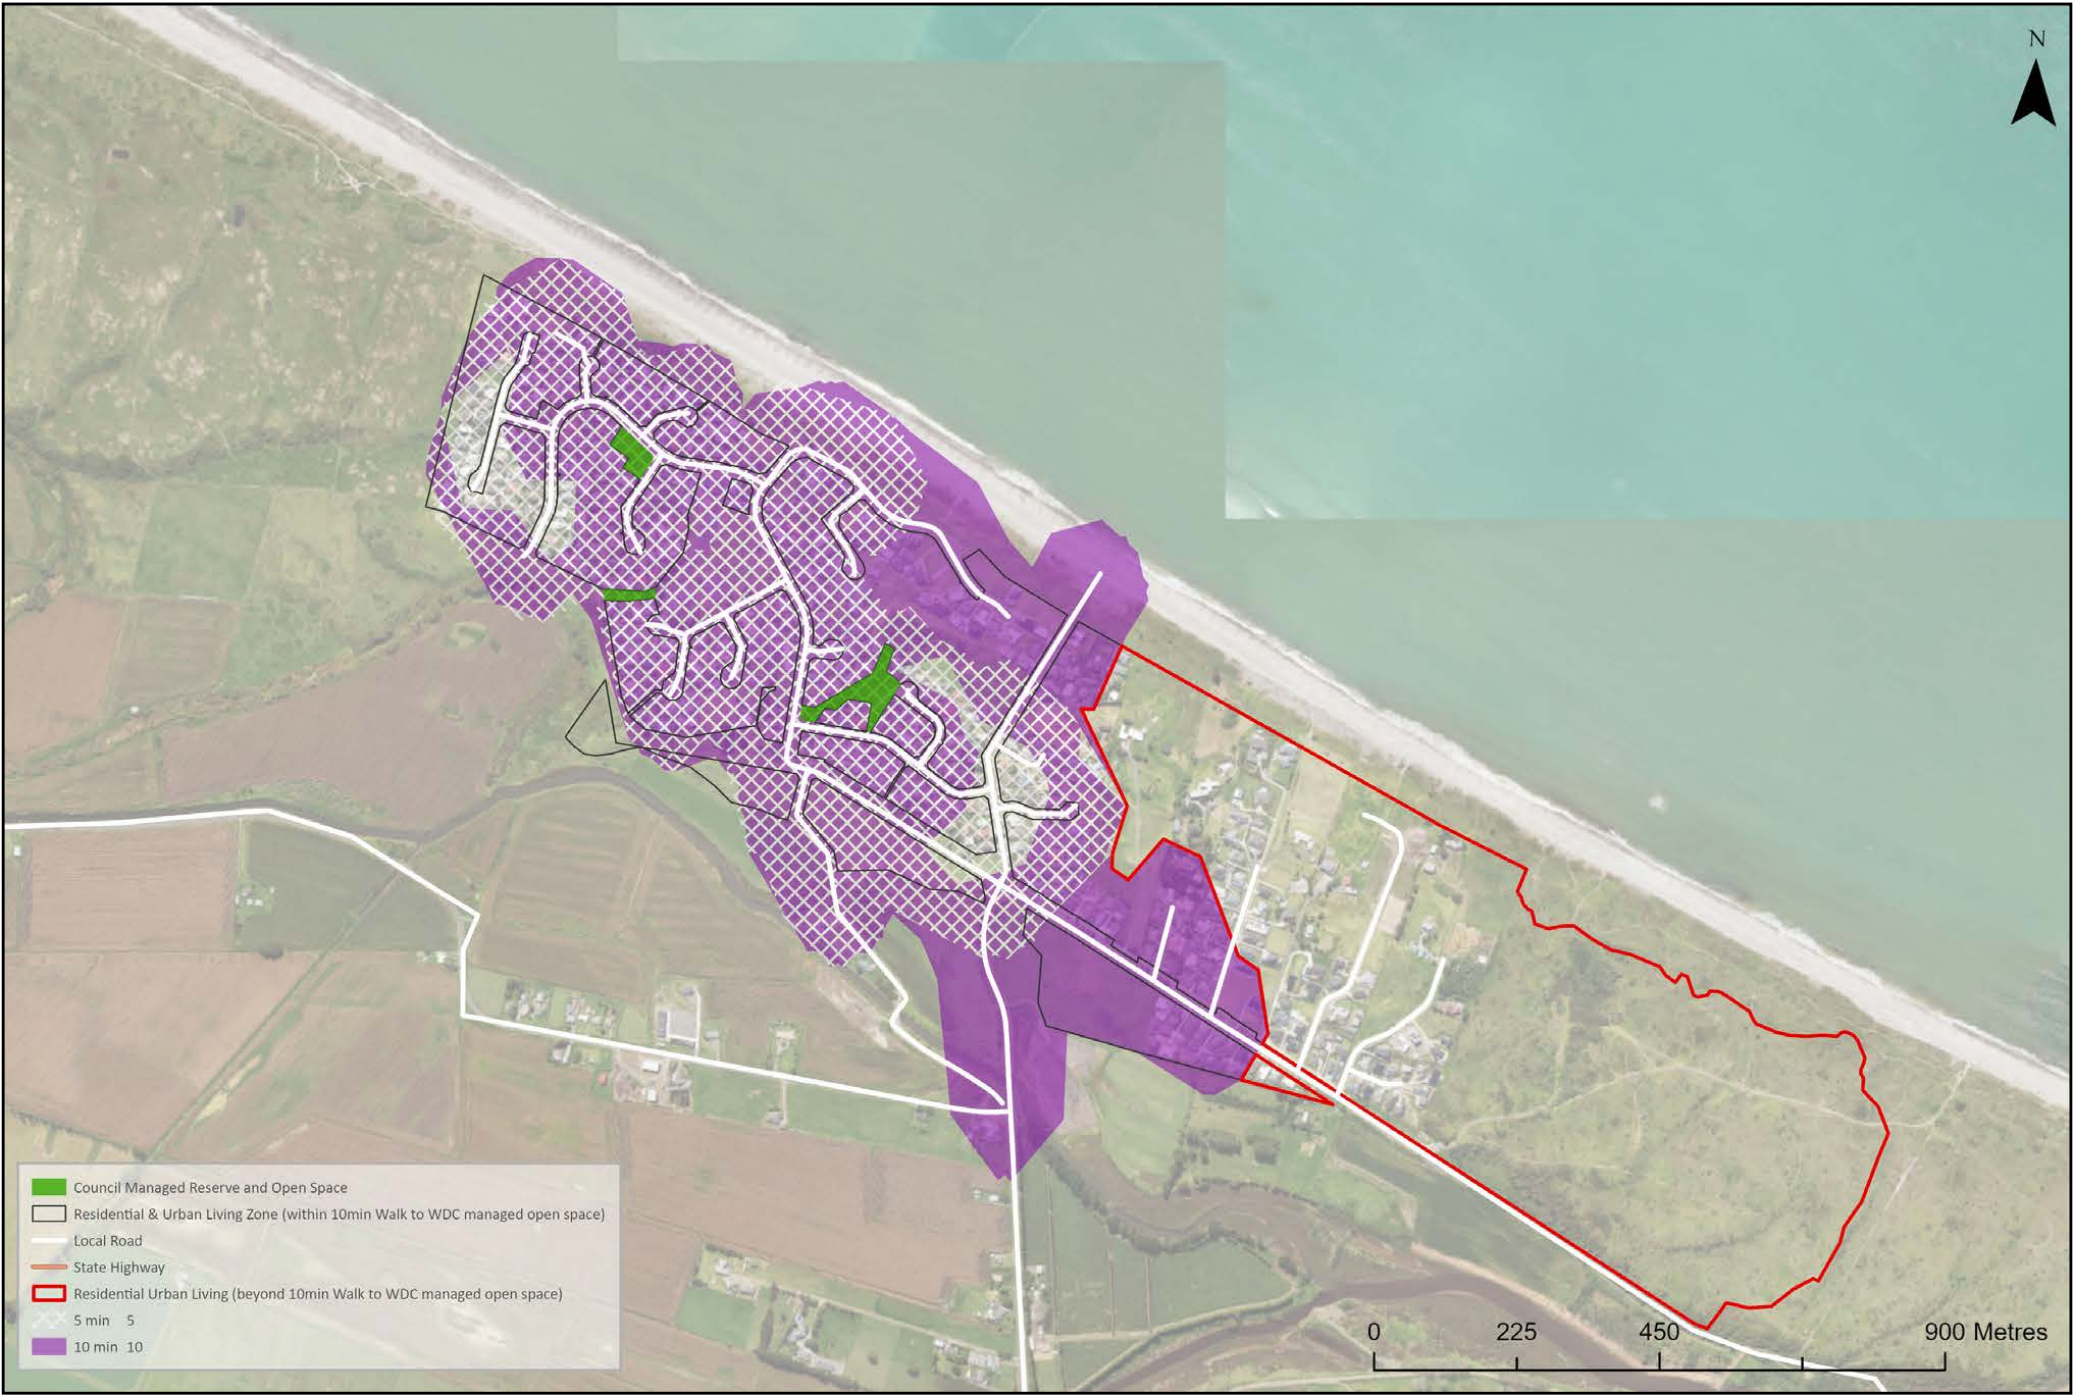 N
Council Managed Reserve and Open Space
Residential & Urban Living Zone (within 10min Walk to WDC managed open space)
Local Road
State Highway
Residential Urban Living (beyond 10min Walk to WDC managed open space)
5 min 5
10 min 10
0 225 450 900 Metres